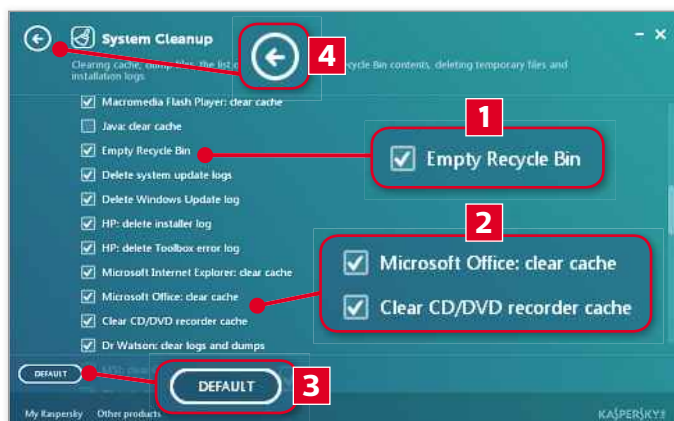 System Cleanup
Clearing cache, dump files, the list of Recycle Bin contents, deleting temporary files and
installation logs
4
Macromedia Flash Player: clear cache
Java: clear cache
Empty Recycle Bin
Delete system update logs
Delete Windows Update log
HP: delete installer log
HP: delete Toolbox error log
Microsoft Internet Explorer: clear cache
Microsoft Office: clear cache
Clear CD/DVD recorder cache
Dr Watson: clear logs and dumps
1
Empty Recycle Bin
2
Microsoft Office: clear cache
Clear CD/DVD recorder cache
DEFAULT
DEFAULT
3
My Kaspersky Other products
KASPERSKY